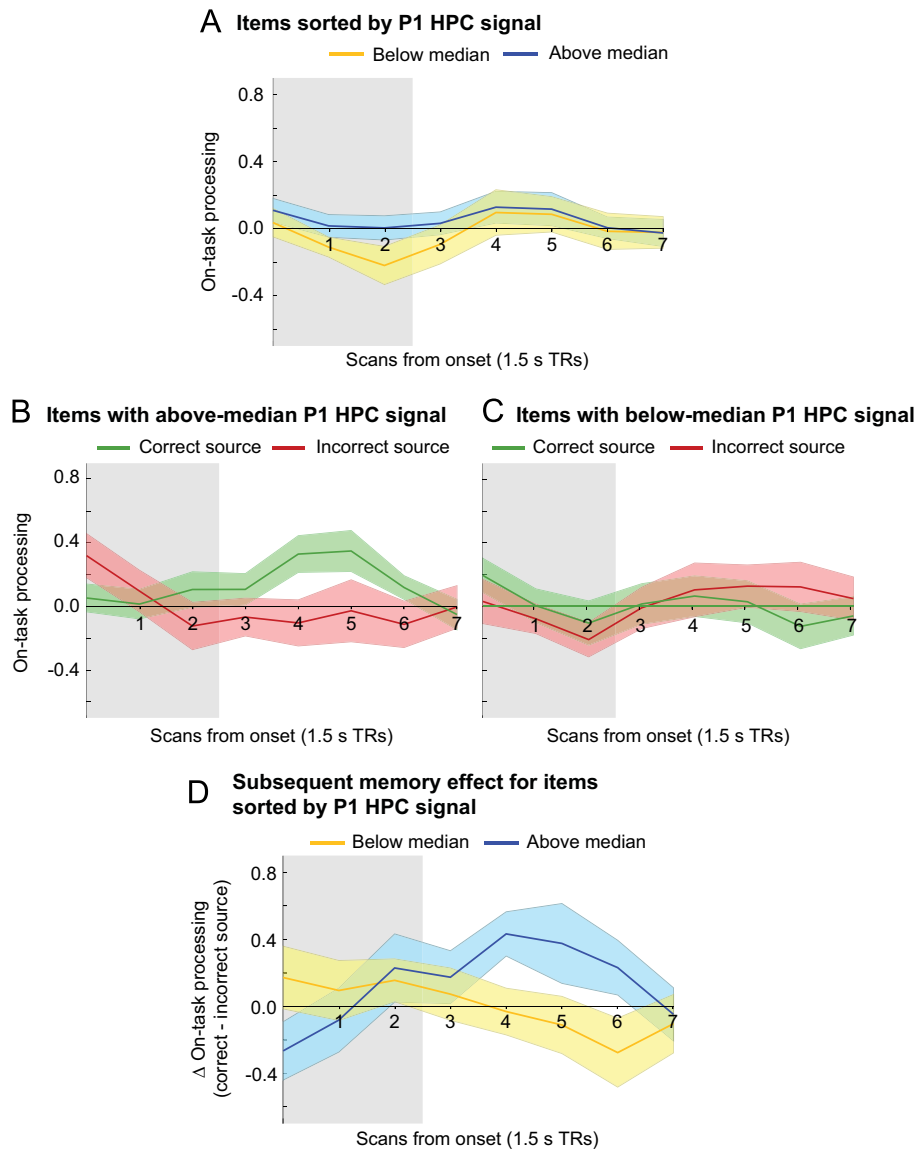 A Items sorted by P1 HPC signal
Below median Above median
0.8
0.4
0.0
-0.4
On-task processing
1 2 3 4 5 6 7
Scans from onset (1.5 s TRs)
B Items with above-median P1 HPC signal
Correct source Incorrect source
0.8
0.4
0.0
-0.4
On-task processing
1 2 3 4 5 6 7
Scans from onset (1.5 s TRs)
C Items with below-median P1 HPC signal
Correct source Incorrect source
1 2 3 4 5 6 7
Scans from onset (1.5 s TRs)
D Subsequent memory effect for items
sorted by P1 HPC signal
Below median Above median
0.8
0.4
0.0
-0.4
Δ On-task processing
(correct - incorrect source)
1 2 3 4 5 6 7
Scans from onset (1.5 s TRs)